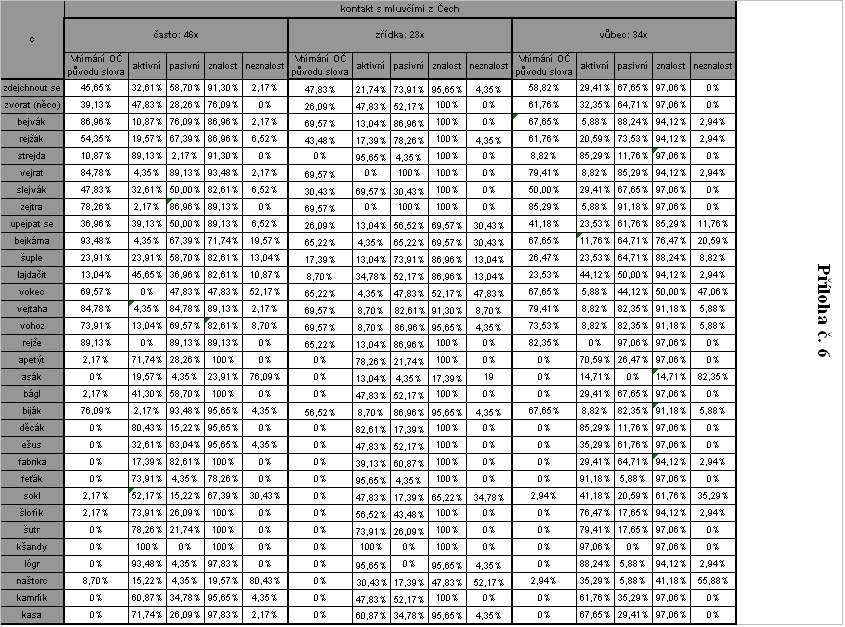 kontakt s mluvčími z Čech
c často: 46x zřídka: 23x vůbec: 34x
Vnímání OČ původu slova aktivní pasivní znalost neznalost Vnímání OČ původu slova aktivní pasivní znalost neznalost Vnímání OČ původu slova aktivní pasivní znalost neznalost
zdejchnout se 45,65% 32,61% 58,70% 91,30% 2,17% 47,83% 21,74% 73,91% 95,65% 4,35% 58,82% 29,41% 67,65% 97,06% 0%
zvorat (něco) 39,13% 47,83% 28,26% 76,09% 0% 26,09% 47,83% 52,17% 100% 0% 61,76% 32,35% 64,71% 97,06% 0%
bejvák 86,96% 10,87% 76,09% 86,96% 2,17% 69,57% 13,04% 86,96% 100% 0% 67,65% 5,88% 88,24% 94,12% 2,94%
rejžák 54,35% 19,57% 67,39% 86,96% 6,52% 43,48% 17,39% 78,26% 100% 4,35% 61,76% 20,59% 73,53% 94,12% 2,94%
strejda 10,87% 89,13% 2,17% 91,30% 0% 0% 95,65% 4,35% 100% 0% 8,82% 85,29% 11,76% 97,06% 0%
vejrat 84,78% 4,35% 89,13% 93,48% 2,17% 69,57% 0% 100% 100% 0% 79,41% 8,82% 85,29% 94,12% 2,94%
slejvák 47,83% 32,61% 50,00% 82,61% 6,52% 30,43% 69,57% 30,43% 100% 0% 50,00% 29,41% 67,65% 97,06% 0%
zejtra 78,26% 2,17% 86,96% 89,13% 0% 69,57% 0% 100% 100% 0% 85,29% 5,88% 91,18% 97,06% 0%
upejpat se 36,96% 39,13% 50,00% 89,13% 6,52% 26,09% 13,04% 56,52% 69,57% 30,43% 41,18% 23,53% 61,76% 85,29% 11,76%
bejkárna 93,48% 4,35% 67,39% 71,74% 19,57% 65,22% 4,35% 65,22% 69,57% 30,43% 67,65% 11,76% 64,71% 76,47% 20,59%
šuple 23,91% 23,91% 58,70% 82,61% 13,04% 17,39% 13,04% 73,91% 86,96% 13,04% 26,47% 23,53% 64,71% 88,24% 8,82%
lajdačit 13,04% 45,65% 36,96% 82,61% 10,87% 8,70% 34,78% 52,17% 86,96% 13,04% 23,53% 44,12% 50,00% 94,12% 2,94%
vokec 69,57% 0% 47,83% 47,83% 52,17% 65,22% 4,35% 47,83% 52,17% 47,83% 67,65% 5,88% 44,12% 50,00% 47,06%
vejtaha 84,78% 4,35% 84,78% 89,13% 2,17% 69,57% 8,70% 82,61% 91,30% 8,70% 79,41% 8,82% 82,35% 91,18% 5,88%
vohoz 73,91% 13,04% 69,57% 82,61% 8,70% 69,57% 8,70% 86,96% 95,65% 4,35% 73,53% 8,82% 82,35% 91,18% 5,88%
rejže 89,13% 0% 89,13% 89,13% 0% 65,22% 13,04% 86,96% 100% 0% 82,35% 0% 97,06% 97,06% 0%
apetýt 2,17% 71,74% 28,26% 100% 0% 0% 78,26% 21,74% 100% 0% 0% 70,59% 26,47% 97,06% 0%
asák 0% 19,57% 4,35% 23,91% 76,09% 0% 13,04% 4,35% 17,39% 19 0% 14,71% 0% 14,71% 82,35%
bágl 2,17% 41,30% 58,70% 100% 0% 0% 47,83% 52,17% 100% 0% 0% 29,41% 67,65% 97,06% 0%
biják 76,09% 2,17% 93,48% 95,65% 4,35% 56,52% 8,70% 86,96% 95,65% 4,35% 67,65% 8,82% 82,35% 91,18% 5,88%
děcák 0% 80,43% 15,22% 95,65% 0% 0% 82,61% 17,39% 100% 0% 0% 85,29% 11,76% 97,06% 0%
ešus 0% 32,61% 63,04% 95,65% 4,35% 0% 47,83% 52,17% 100% 0% 0% 35,29% 61,76% 97,06% 0%
fabrika 0% 17,39% 82,61% 100% 0% 0% 39,13% 60,87% 100% 0% 0% 29,41% 64,71% 94,12% 2,94%
feťák 0% 73,91% 4,35% 78,26% 0% 0% 95,65% 4,35% 100% 0% 0% 91,18% 5,88% 97,06% 0%
sokl 2,17% 52,17% 15,22% 67,39% 30,43% 0% 47,83% 17,39% 65,22% 34,78% 2,94% 41,18% 20,59% 61,76% 35,29%
šlofík 2,17% 73,91% 26,09% 100% 0% 0% 56,52% 43,48% 100% 0% 0% 76,47% 17,65% 94,12% 2,94%
šutr 0% 78,26% 21,74% 100% 0% 0% 73,91% 26,09% 100% 0% 0% 79,41% 17,65% 97,06% 0%
kšandy 0% 100% 0% 100% 0% 0% 100% 0% 100% 0% 0% 97,06% 0% 97,06% 0%
lógr 0% 93,48% 4,35% 97,83% 0% 0% 95,65% 0% 95,65% 4,35% 0% 88,24% 5,88% 94,12% 2,94%
naštorc 8,70% 15,22% 4,35% 19,57% 80,43% 0% 30,43% 17,39% 47,83% 52,17% 2,94% 35,29% 5,88% 41,18% 55,88%
kamrlík 0% 60,87% 34,78% 95,65% 4,35% 0% 47,83% 52,17% 100% 0% 0% 61,76% 35,29% 97,06% 0%
kasa 0% 71,74% 26,09% 97,83% 2,17% 0% 60,87% 34,78% 95,65% 4,35% 0% 67,65% 29,41% 97,06% 0%
Příloha č. 6